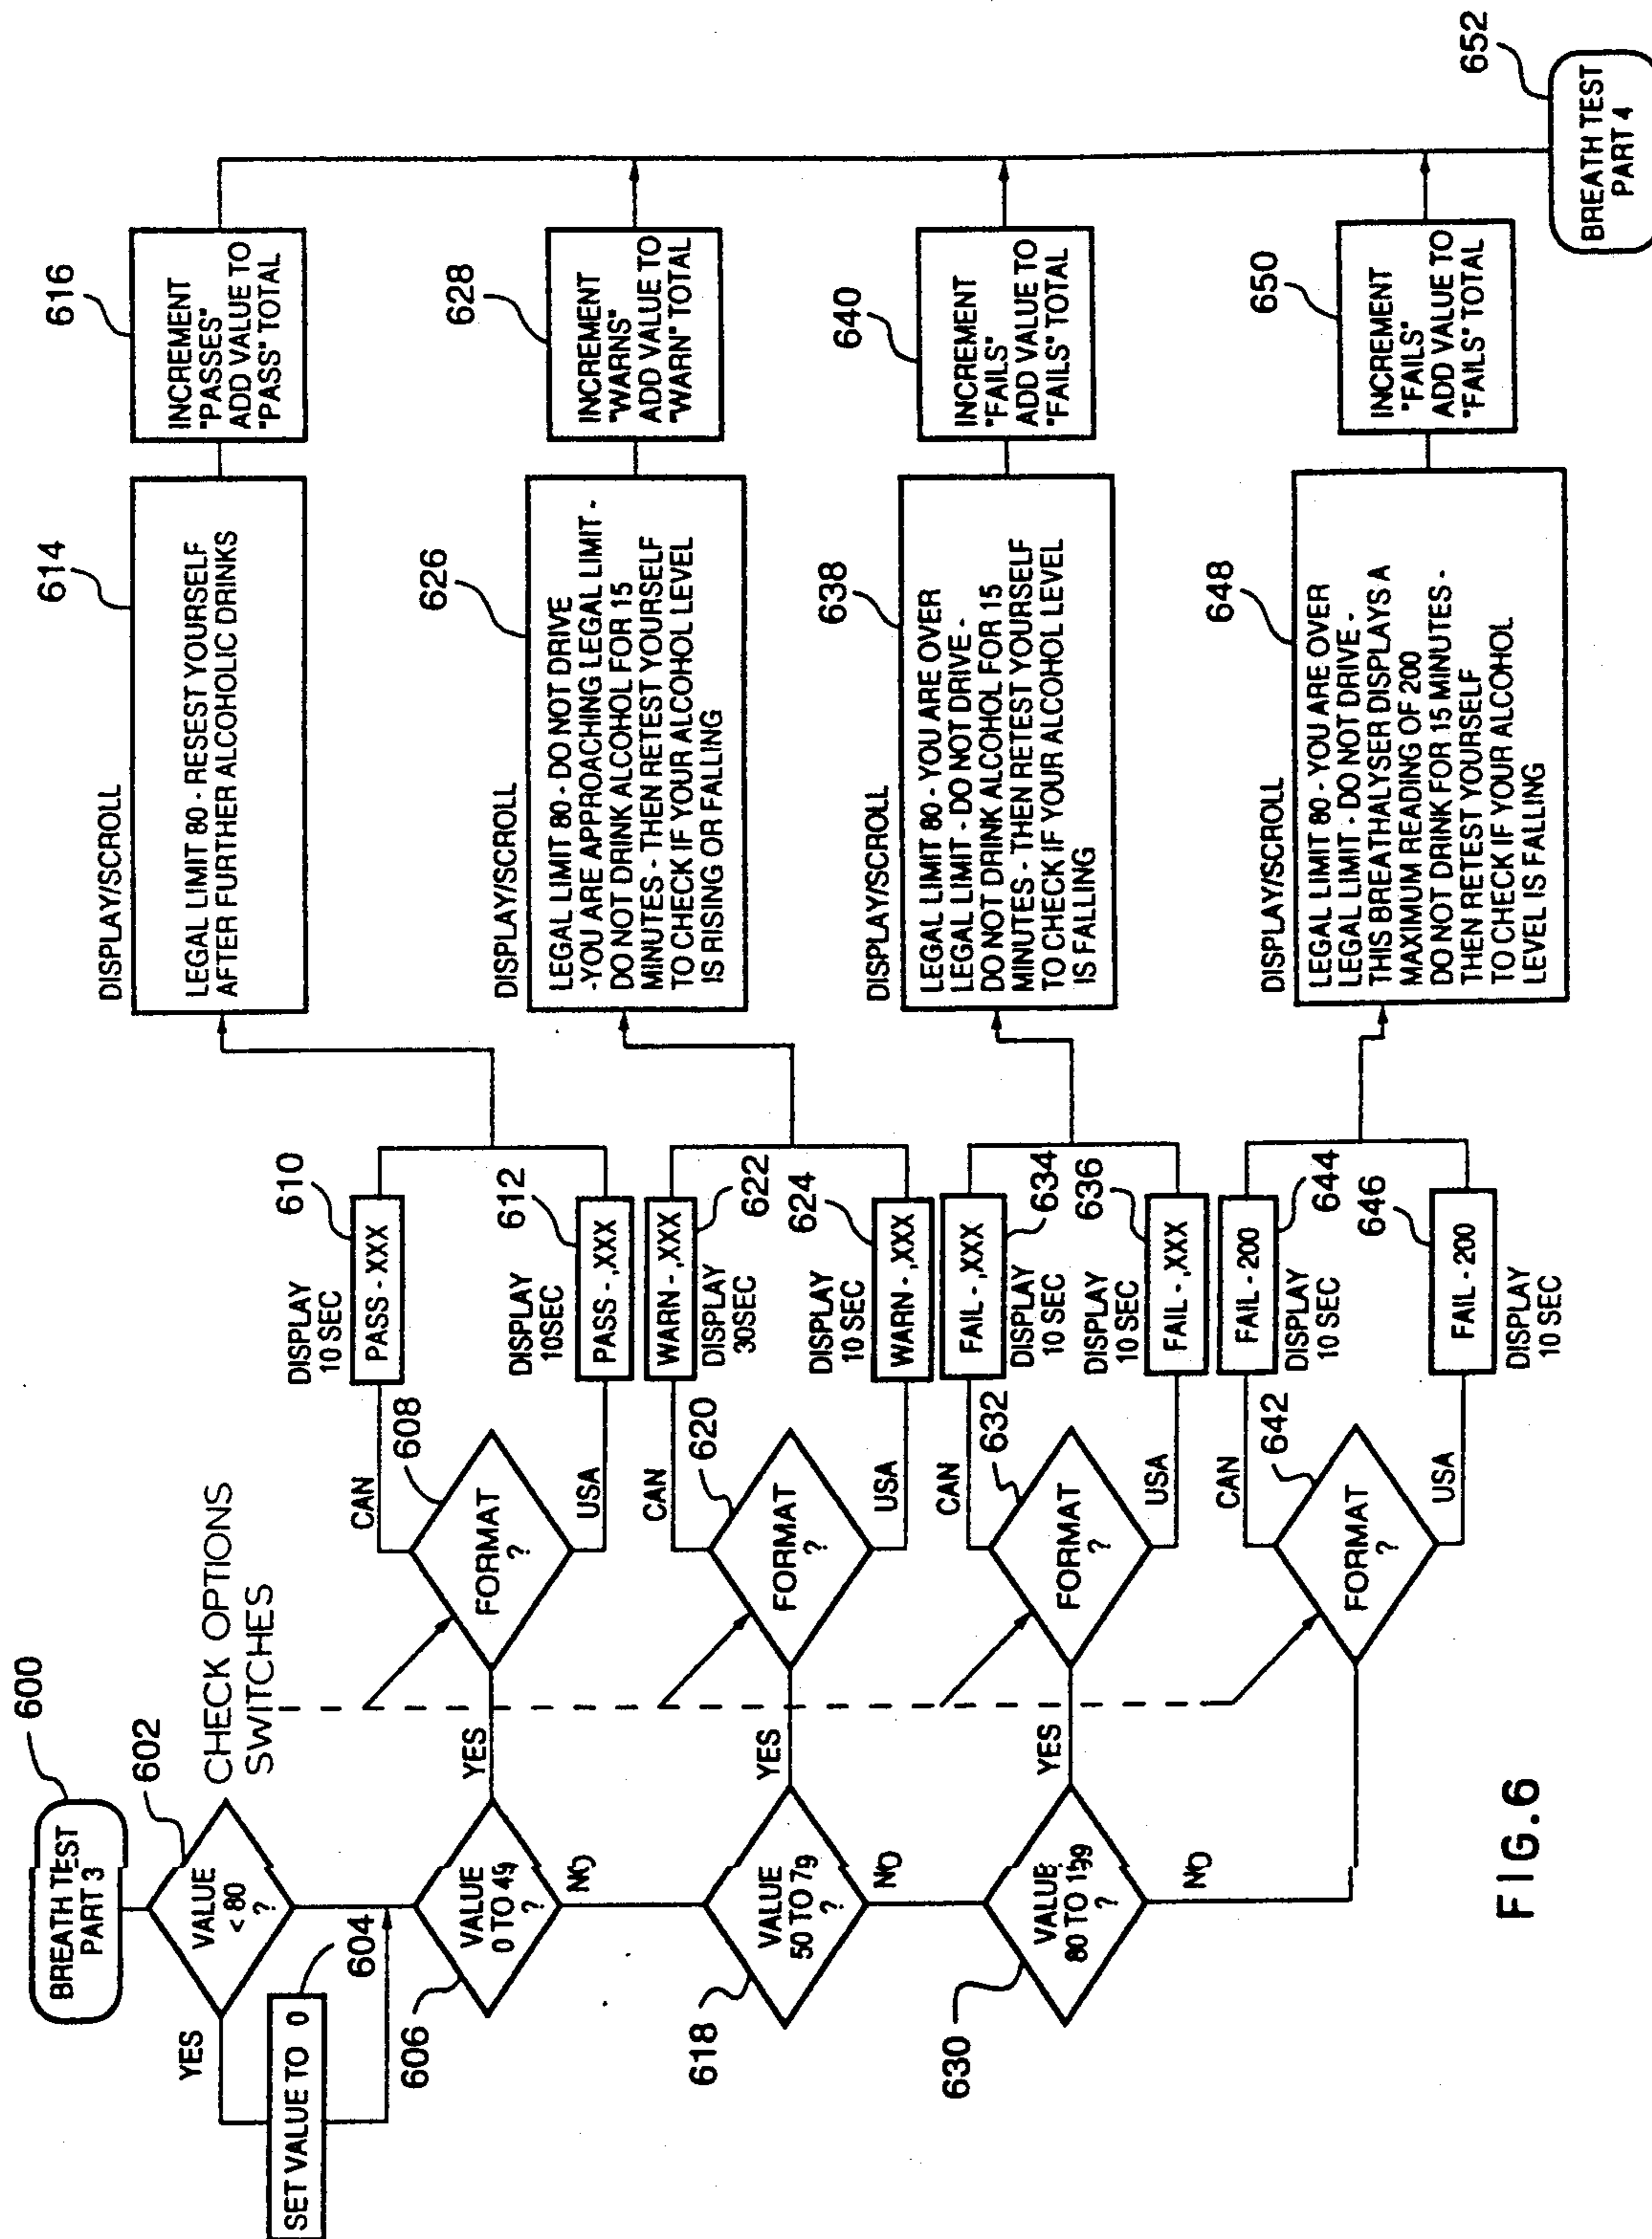 600
BREATH TEST
PART 3
602
VALUE
< 80
?
YES
SET VALUE TO 0
604
CHECK OPTIONS
SWITCHES
606
VALUE
0 TO 49
?
YES
NO
608
FORMAT
?
CAN
USA
DISPLAY
10 SEC
610
PASS - XXX
DISPLAY
10SEC
612
PASS - ,XXX
DISPLAY/SCROLL
614
LEGAL LIMIT 80 - RESET YOURSELF
AFTER FURTHER ALCOHOLIC DRINKS
616
INCREMENT
"PASSES"
ADD VALUE TO
"PASS" TOTAL
618
VALUE
50 TO 79
?
YES
NO
620
FORMAT
?
CAN
USA
WARN - ,XXX
622
DISPLAY
30SEC
DISPLAY
10 SEC
624
WARN - ,XXX
DISPLAY/SCROLL
626
LEGAL LIMIT 80 - DO NOT DRIVE
-YOU ARE APPROACHING LEGAL LIMIT -
DO NOT DRINK ALCOHOL FOR 15
MINUTES - THEN RETEST YOURSELF
TO CHECK IF YOUR ALCOHOL LEVEL
IS RISING OR FALLING
628
INCREMENT
"WARNS"
ADD VALUE TO
"WARN" TOTAL
630
VALUE
80 TO 199
?
YES
NO
632
FORMAT
?
CAN
USA
FAIL - ,XXX
634
DISPLAY
10 SEC
DISPLAY
10 SEC
636
FAIL - ,XXX
DISPLAY/SCROLL
638
LEGAL LIMIT 80 - YOU ARE OVER
LEGAL LIMIT - DO NOT DRIVE -
DO NOT DRINK ALCOHOL FOR 15
MINUTES - THEN RETEST YOURSELF
TO CHECK IF YOUR ALCOHOL LEVEL
IS FALLING
640
INCREMENT
"FAILS"
ADD VALUE TO
"FAILS" TOTAL
642
FORMAT
?
CAN
USA
FAIL - 200
644
DISPLAY
10 SEC
646
FAIL - 200
DISPLAY
10 SEC
DISPLAY/SCROLL
648
LEGAL LIMIT 80 - YOU ARE OVER
LEGAL LIMIT - DO NOT DRIVE -
THIS BREATHALYSER DISPLAYS A
MAXIMUM READING OF 200
DO NOT DRINK FOR 15 MINUTES-
THEN RETEST YOURSELF
TO CHECK IF YOUR ALCOHOL
LEVEL IS FALLING
650
INCREMENT
"FAILS"
ADD VALUE TO
"FAILS" TOTAL
652
BREATH TEST
PART 4
FIG.6